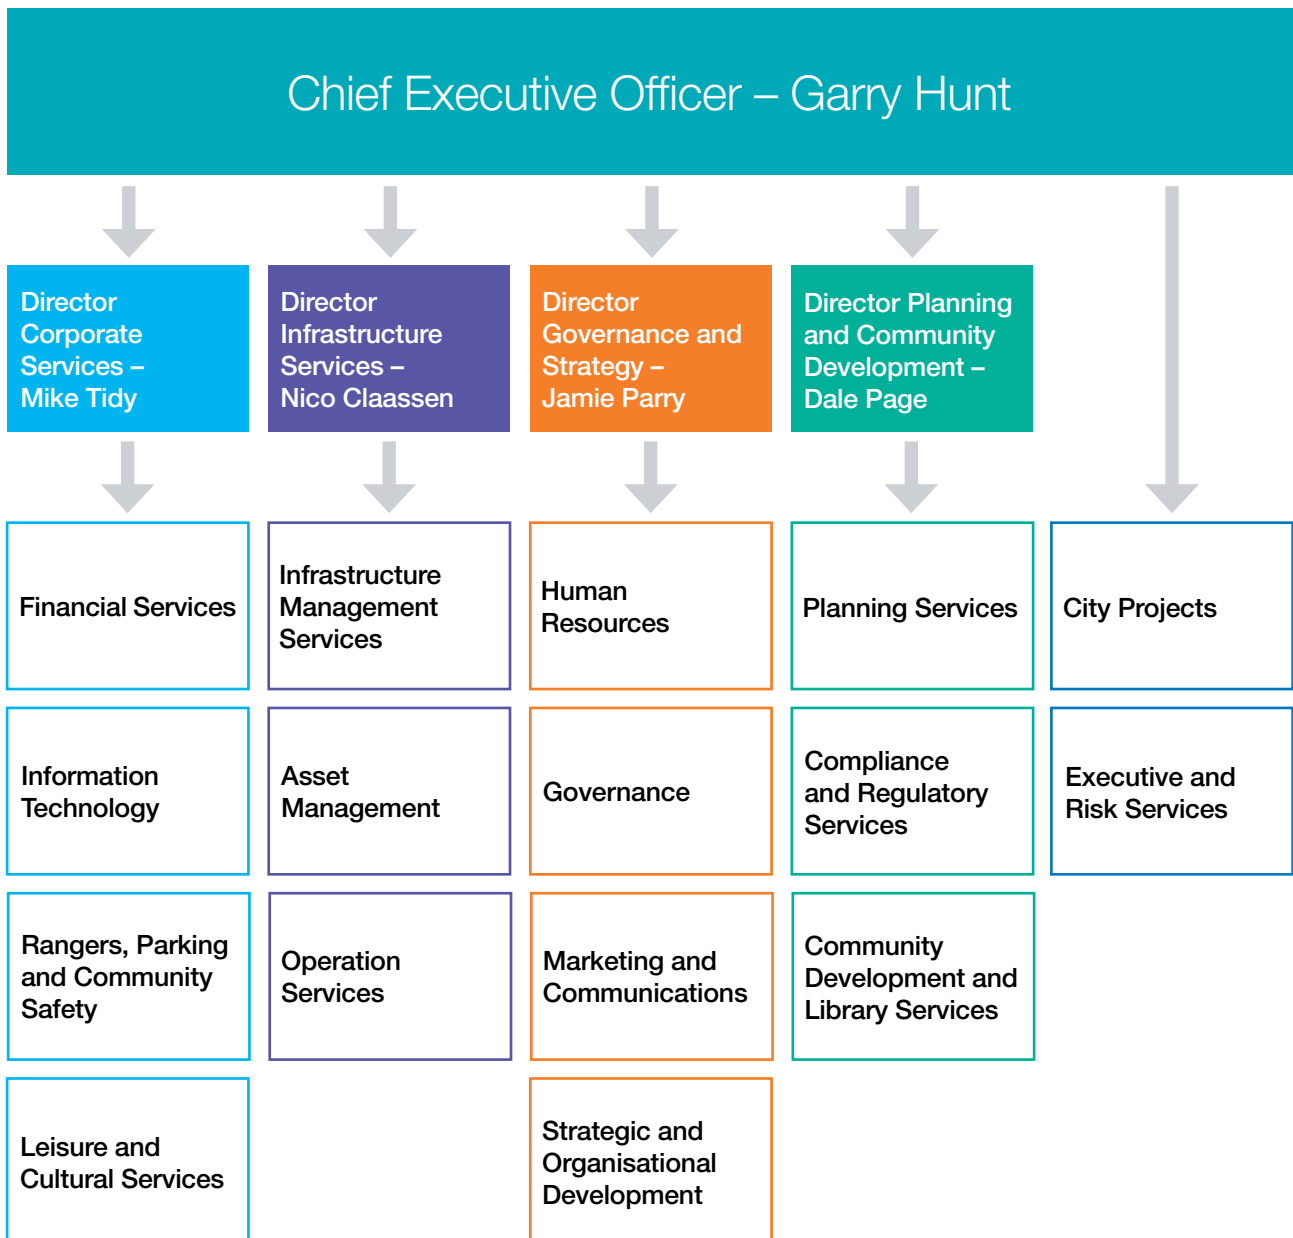 Chief Executive Officer – Garry Hunt
Director
Corporate
Services –
Mike Tidy
Director
Infrastructure
Services –
Nico Claassen
Director
Governance and
Strategy –
Jamie Parry
Director Planning
and Community
Development –
Dale Page
Financial Services
Infrastructure
Management
Services
Human
Resources
Planning Services
City Projects
Information
Technology
Asset
Management
Governance
Compliance
and Regulatory
Services
Executive and
Risk Services
Rangers, Parking
and Community
Safety
Operation
Services
Marketing and
Communications
Community
Development and
Library Services
Leisure and
Cultural Services
Strategic and
Organisational
Development